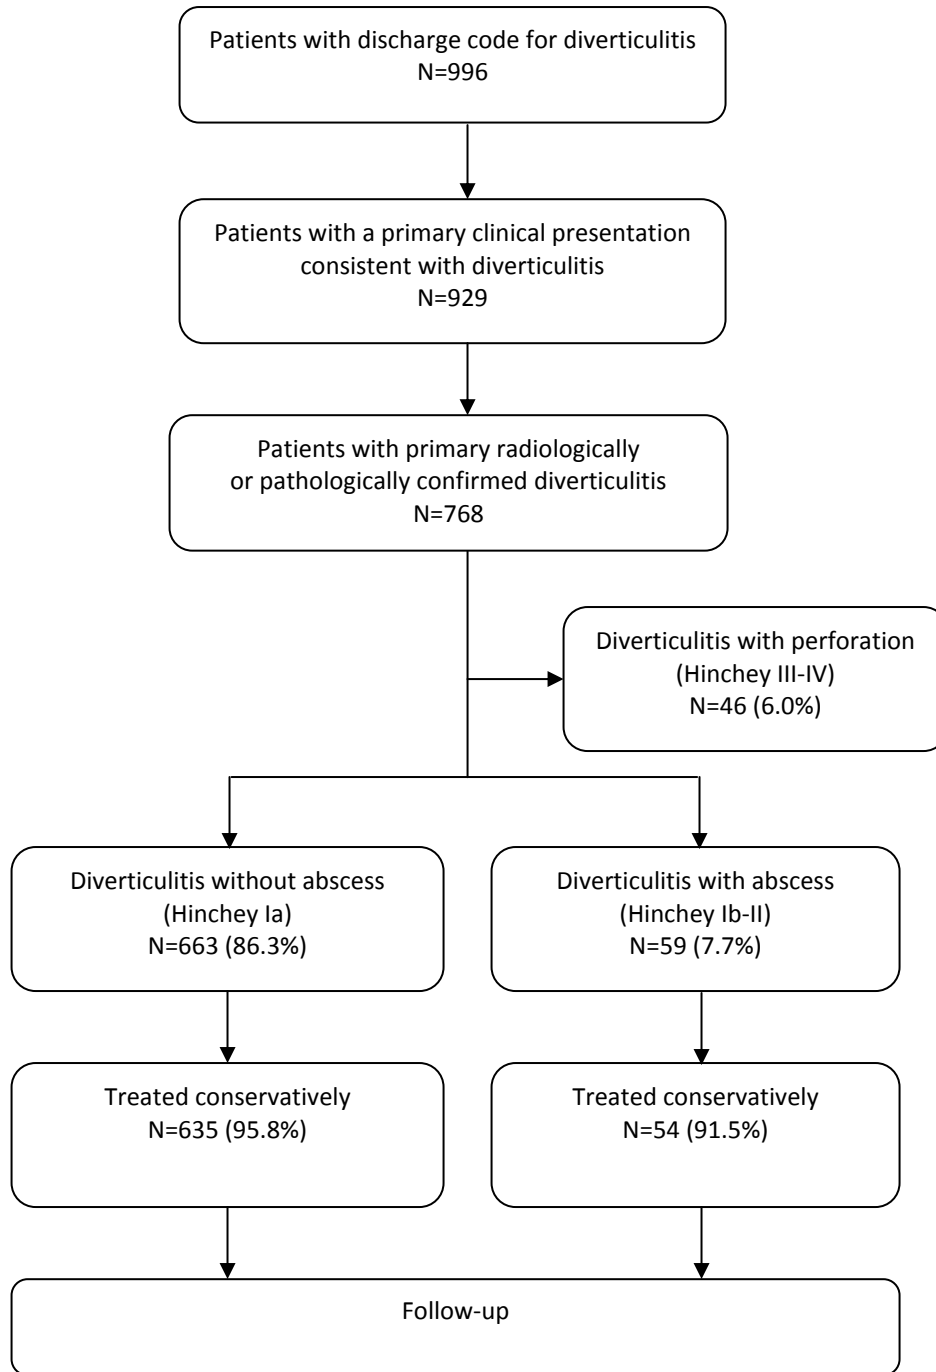 Patients with discharge code for diverticulitis
N=996
Patients with a primary clinical presentation
consistent with diverticulitis
N=929
Patients with primary radiologically
or pathologically confirmed diverticulitis
N=768
Diverticulitis with perforation
(Hinchey III-IV)
N=46 (6.0%)
Diverticulitis without abscess
(Hinchey Ia)
N=663 (86.3%)
Diverticulitis with abscess
(Hinchey Ib-II)
N=59 (7.7%)
Treated conservatively
N=635 (95.8%)
Treated conservatively
N=54 (91.5%)
Follow-up